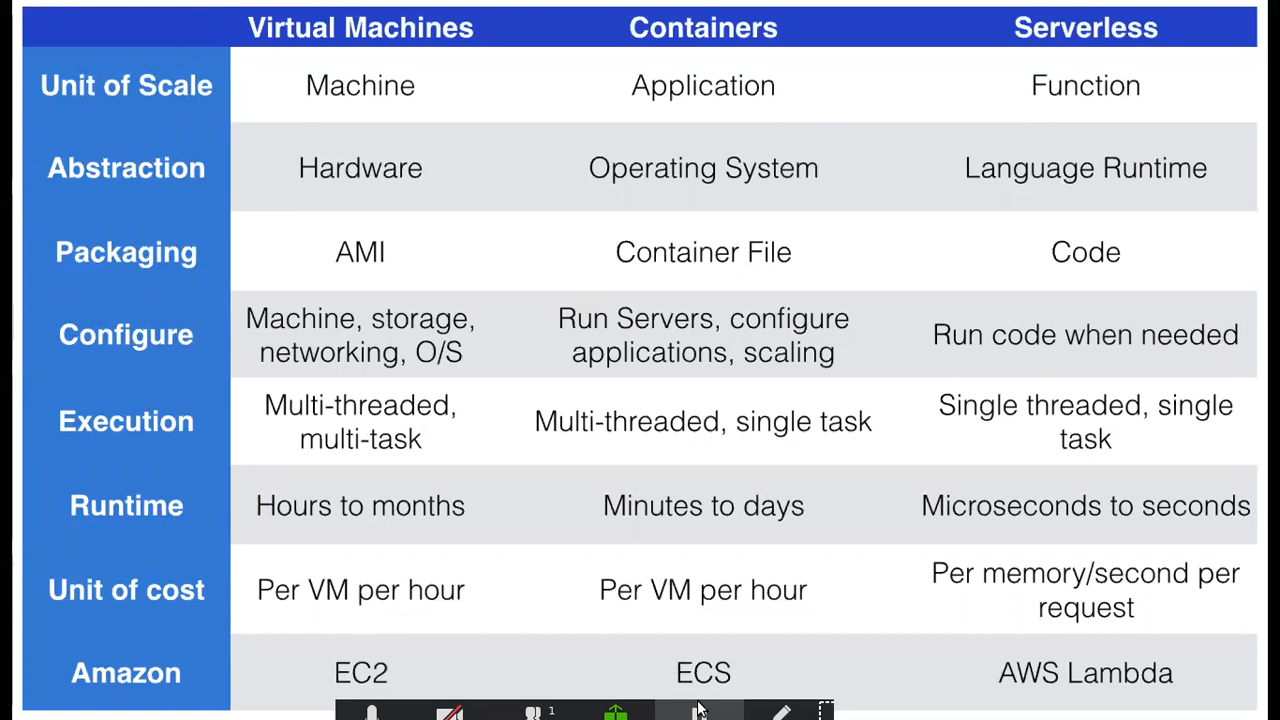 Virtual Machines Containers Serverless
Unit of Scale Machine Application Function
Abstraction Hardware Operating System Language Runtime
Packaging AMI Container File Code
Configure Machine, storage, networking, O/S Run Servers, configure applications, scaling Run code when needed
Execution Multi-threaded, multi-task Multi-threaded, single task Single threaded, single task
Runtime Hours to months Minutes to days Microseconds to seconds
Unit of cost Per VM per hour Per VM per hour Per memory/second per request
Amazon EC2 ECS AWS Lambda
1